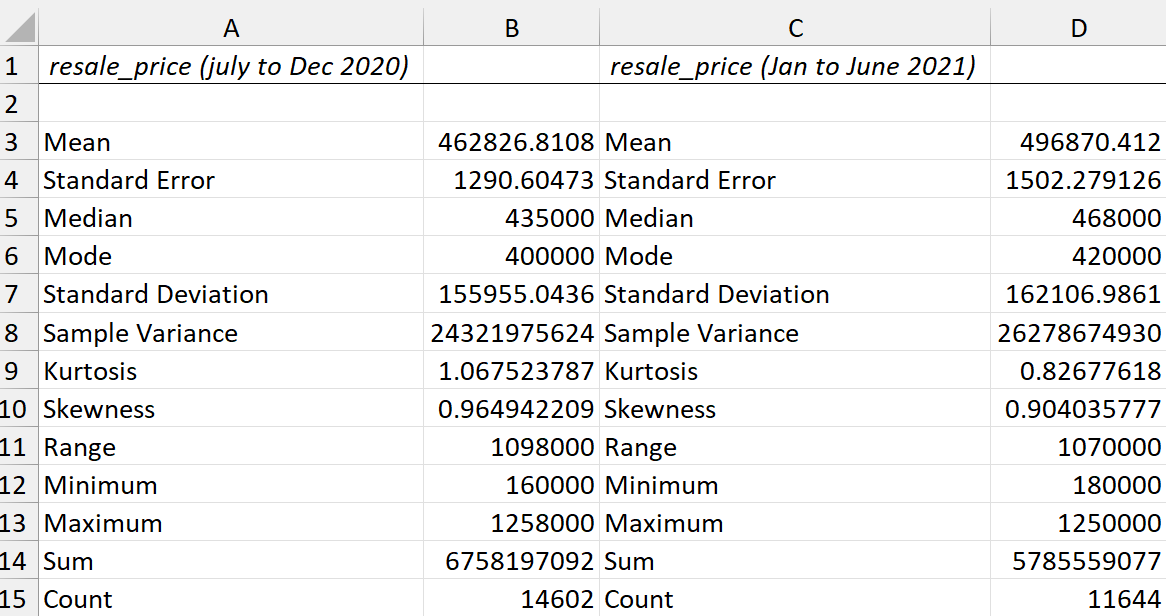 A B C D
1 resale_price (july to Dec 2020) resale_price (Jan to June 2021)
2
3 Mean 462826.8108 Mean 496870.412
4 Standard Error 1290.60473 Standard Error 1502.279126
5 Median 435000 Median 468000
6 Mode 400000 Mode 420000
7 Standard Deviation 155955.0436 Standard Deviation 162106.9861
8 Sample Variance 24321975624 Sample Variance 26278674930
9 Kurtosis 1.067523787 Kurtosis 0.82677618
10 Skewness 0.964942209 Skewness 0.904035777
11 Range 1098000 Range 1070000
12 Minimum 160000 Minimum 180000
13 Maximum 1258000 Maximum 1250000
14 Sum 6758197092 Sum 5785559077
15 Count 14602 Count 11644